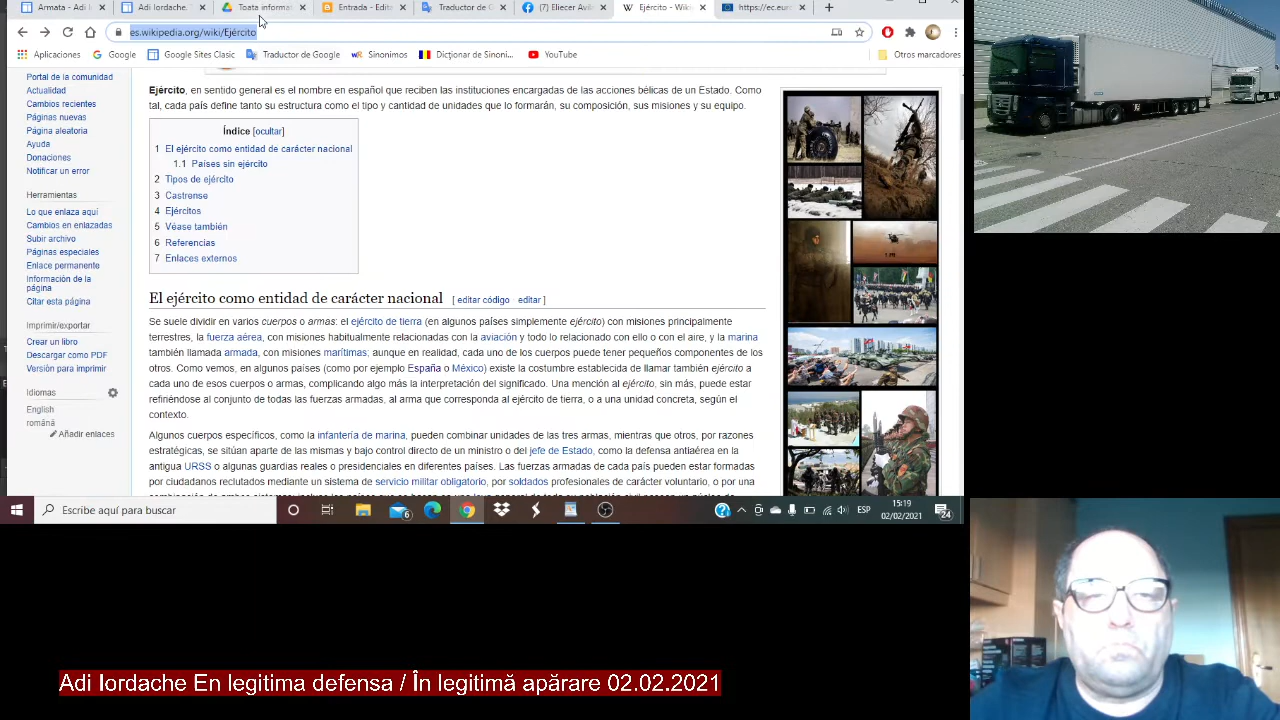 Armata - Adi I
Adi Iordache.
Toata informat
Entrada - Edita
Traductor de G
(7) Eliecer Avil
Ejército - Wiki
https://ec.euro
es.wikipedia.org/wiki/Ejército
Aplicaciones
Google
Google Sites Clasic
Traductor de Google
Sinonimos
Dicționar de Sinoni...
YouTube
Otros marcadores
Portal de la comunidad
Actualidad
Cambios recientes
Páginas nuevas
Página aleatoria
Ayuda
Donaciones
Notificar un error
Herramientas
Lo que enlaza aquí
Cambios en enlazadas
Subir archivo
Páginas especiales
Enlace permanente
Información de la
página
Citar esta página
Imprimir/exportar
Crear un libro
Descargar como PDF
Versión para imprimir
Idiomas
English
română
Añadir enlaces
Ejército, en sentido general es el nombre en español que reciben las instituciones encargadas de las acciones bélicas de un Estado. Como
tal, cada país define tanto su estructura como el tipo y cantidad de unidades que lo formarán, su composición, sus misiones y su equipo.
Índice [ocultar]
1 El ejército como entidad de carácter nacional
1.1 Países sin ejército
2 Tipos de ejército
3 Castrense
4 Ejércitos
5 Véase también
6 Referencias
7 Enlaces externos
El ejército como entidad de carácter nacional [ editar código editar ]
Se suele dividir en varios cuerpos o armas: el ejército de tierra (en algunos países simplemente ejército) con misiones principalmente
terrestres, la fuerza aérea, con misiones habitualmente relacionadas con la aviación y todo lo relacionado con ello o con el aire, y la marina
también llamada armada, con misiones marítimas; aunque en realidad, cada uno de los cuerpos puede tener pequeños componentes de los
otros. Como vemos, en algunos países (como por ejemplo España o México) existe la costumbre establecida de llamar también ejército a
cada uno de esos cuerpos o armas, complicando algo más la interpretación del significado. Una mención al ejército, sin más, puede estar
refiriéndose al conjunto de todas las fuerzas armadas, al arma que corresponda al ejército de tierra, o a una unidad concreta, según el
contexto.
Algunos cuerpos específicos, como la infantería de marina, pueden combinar unidades de las tres armas, mientras que otros, por razones
estratégicas, se sitúan aparte de las mismas y bajo control directo de un ministro o del jefe de Estado, como la defensa antiaérea en la
antigua URSS o algunas guardias reales o presidenciales en diferentes países. Las fuerzas armadas de cada país pueden estar formadas
por ciudadanos reclutados mediante un sistema de servicio militar obligatorio, por soldados profesionales de carácter voluntario, o por una
Escribe aquí para buscar
6
ESP
15:19
02/02/2021
24
Adi Iordache En legitima defensa / În legitimă apărare 02.02.2021